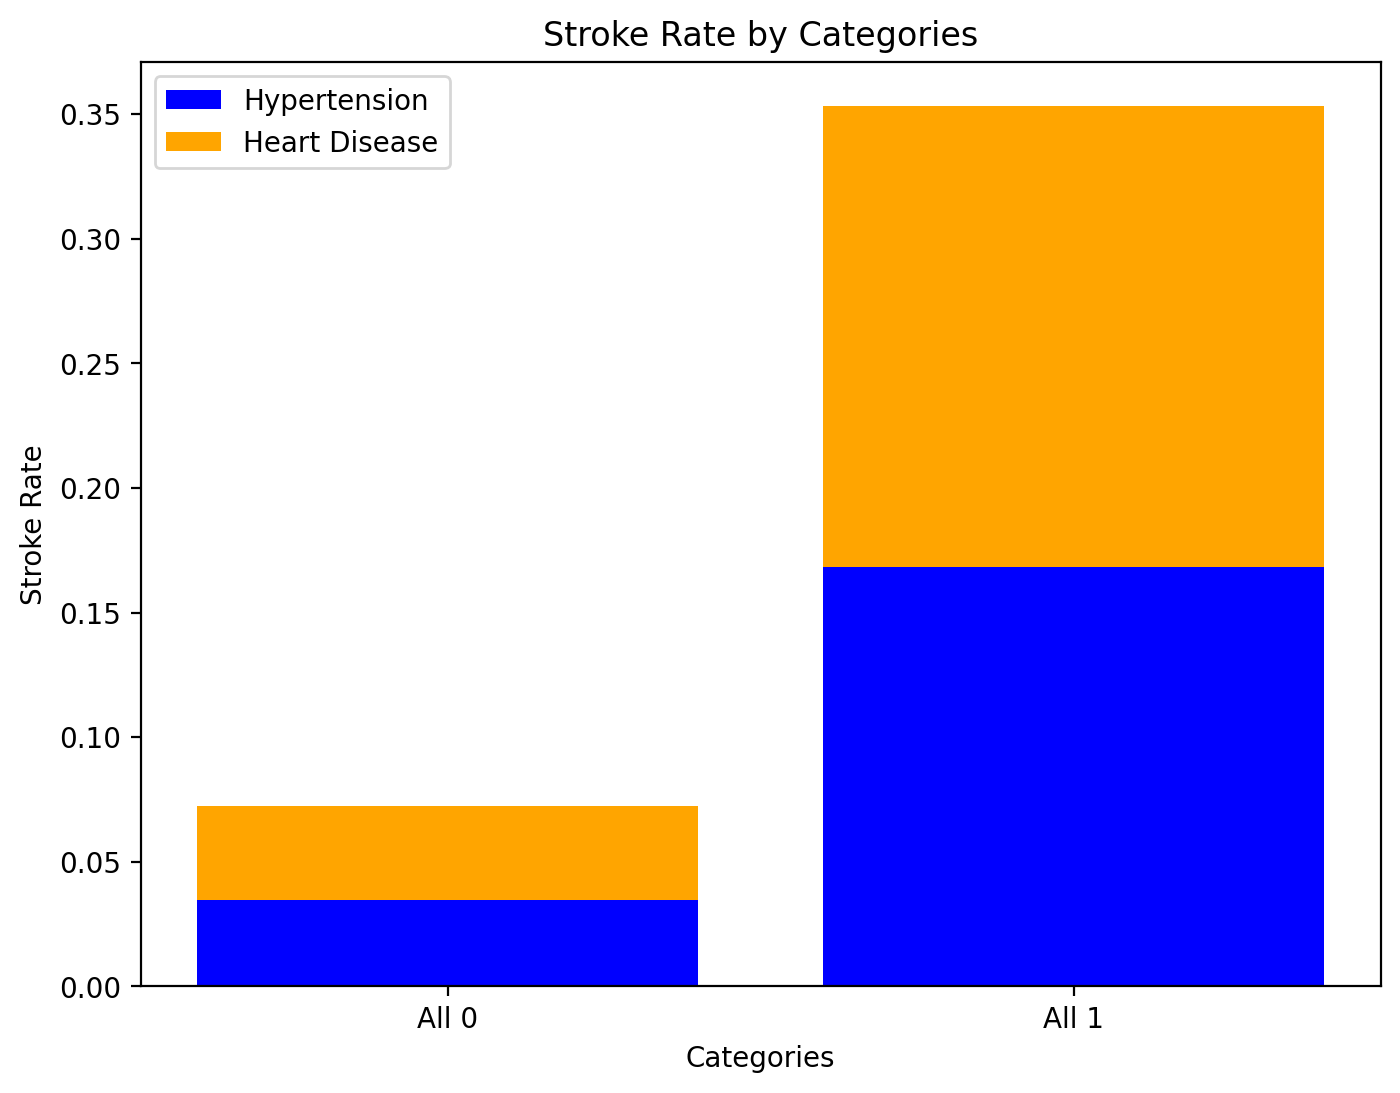 Stroke Rate by Categories
Hypertension
Heart Disease
0.35
0.30
0.25
0.20
0.15
0.10
0.05
0.00
Stroke Rate
All 0
All 1
Categories